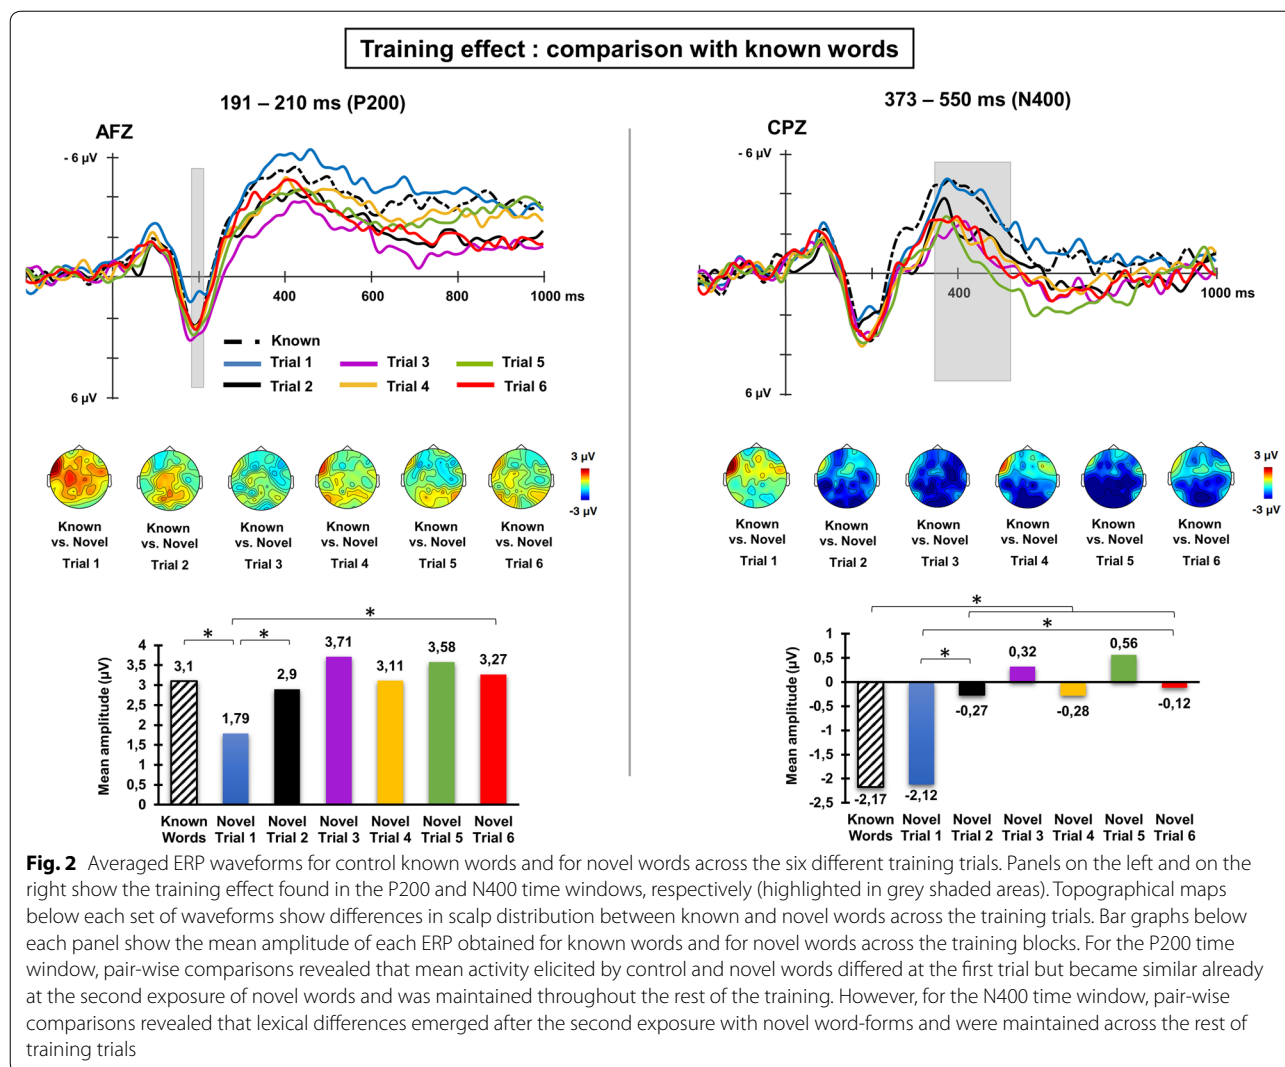 Training effect : comparison with known words
191 – 210 ms (P200)
AFZ
- 6 µV
400
600
800
1000 ms
6 µV
Known
Trial 1
Trial 3
Trial 5
Trial 2
Trial 4
Trial 6
373 – 550 ms (N400)
CPZ
- 6 µV
400
1000 ms
6 µV
3 µV
-3 µV
Known
vs. Novel
Trial 1
Known
vs. Novel
Trial 2
Known
vs. Novel
Trial 3
Known
vs. Novel
Trial 4
Known
vs. Novel
Trial 5
Known
vs. Novel
Trial 6
3 µV
-3 µV
Known
vs. Novel
Trial 1
Known
vs. Novel
Trial 2
Known
vs. Novel
Trial 3
Known
vs. Novel
Trial 4
Known
vs. Novel
Trial 5
Known
vs. Novel
Trial 6
Mean amplitude (µV)
4
3,5
3
2,5
2
1,5
1
0,5
0
*
*
*
3,1
1,79
2,9
3,71
3,11
3,58
3,27
Known
Words
Novel
Trial 1
Novel
Trial 2
Novel
Trial 3
Novel
Trial 4
Novel
Trial 5
Novel
Trial 6
Mean amplitude (µV)
1
0,5
0
-0,5
-1
-1,5
-2
-2,5
*
*
*
-2,17
-2,12
-0,27
0,32
-0,28
0,56
-0,12
Known
Words
Novel
Trial 1
Novel
Trial 2
Novel
Trial 3
Novel
Trial 4
Novel
Trial 5
Novel
Trial 6
Fig. 2 Averaged ERP waveforms for control known words and for novel words across the six different training trials. Panels on the left and on the
right show the training effect found in the P200 and N400 time windows, respectively (highlighted in grey shaded areas). Topographical maps
below each set of waveforms show differences in scalp distribution between known and novel words across the training trials. Bar graphs below
each panel show the mean amplitude of each ERP obtained for known words and for novel words across the training blocks. For the P200 time
window, pair-wise comparisons revealed that mean activity elicited by control and novel words differed at the first trial but became similar already
at the second exposure of novel words and was maintained throughout the rest of the training. However, for the N400 time window, pair-wise
comparisons revealed that lexical differences emerged after the second exposure with novel word-forms and were maintained across the rest of
training trials